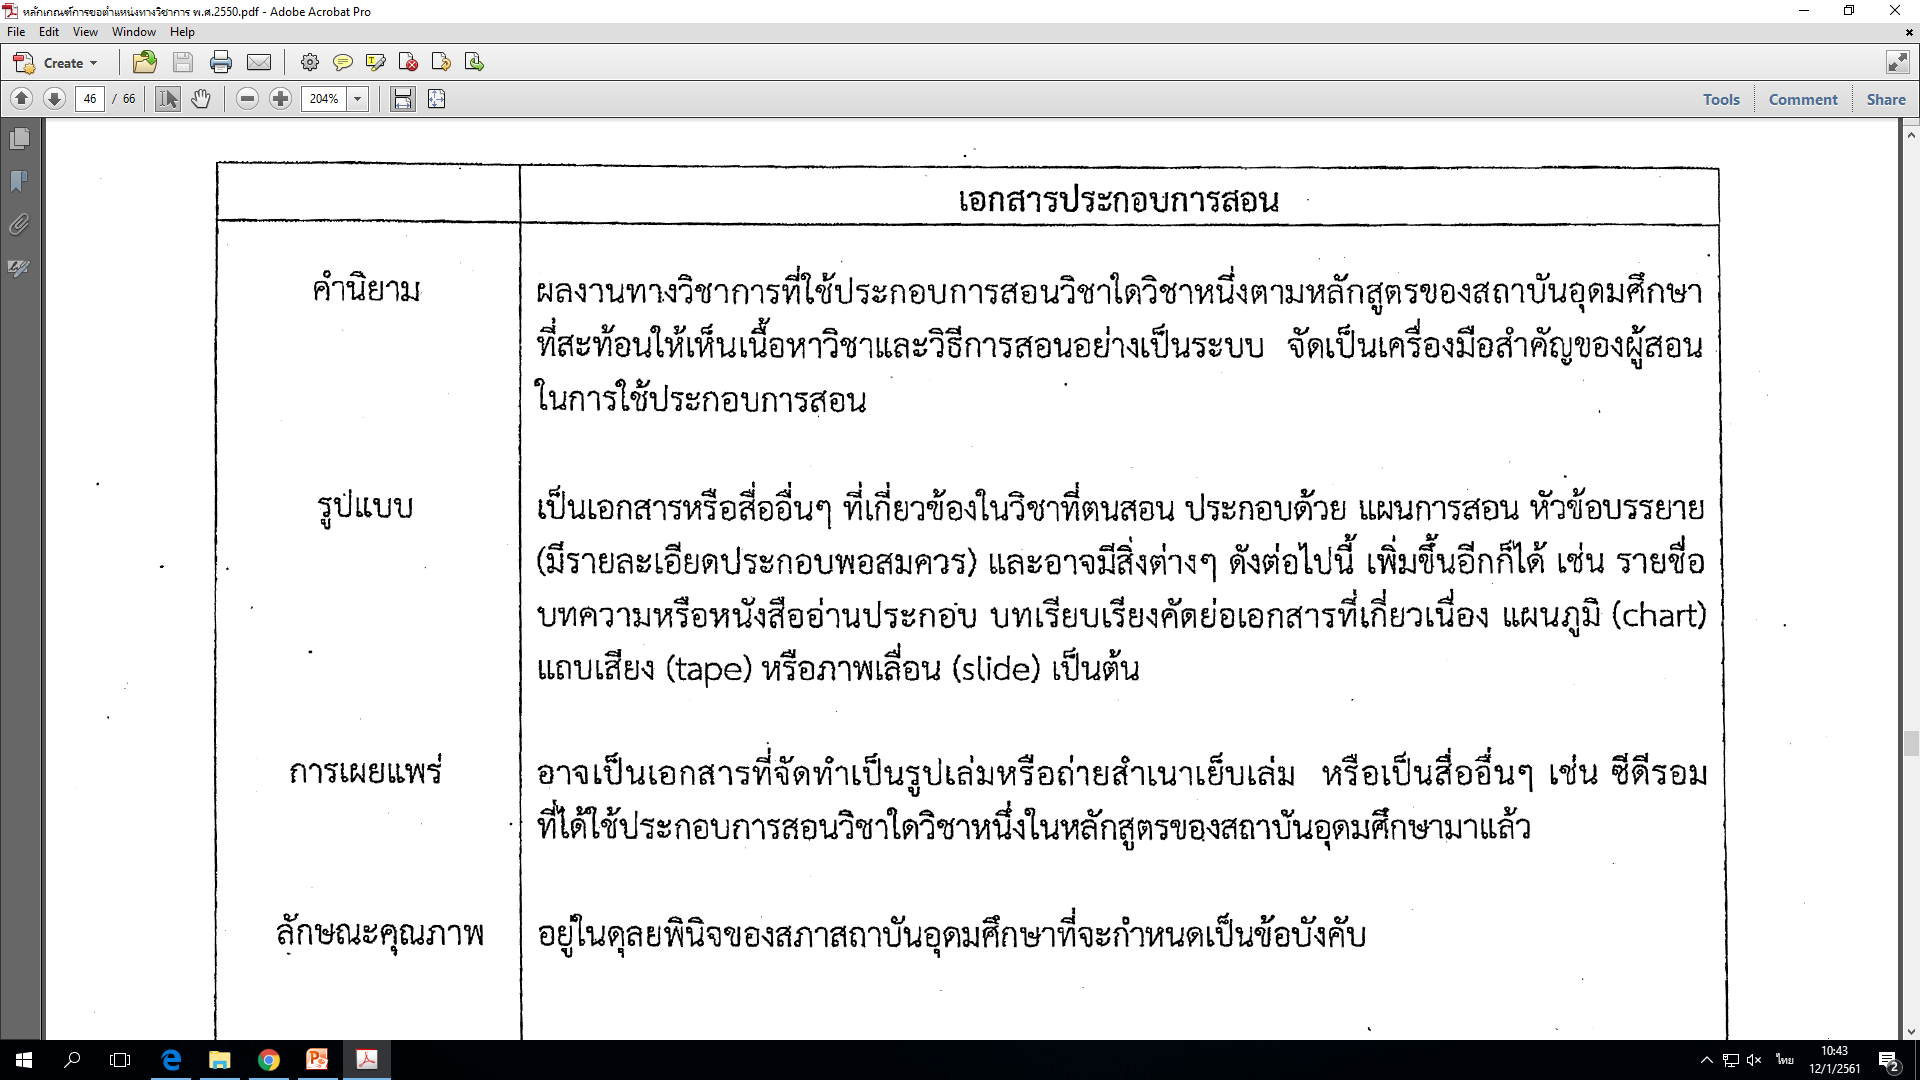 หลักเกณฑ์การขอตำแหน่งทางวิชาการ พ.ศ.2550.pdf - Adobe Acrobat Pro
File Edit View Window Help
Create
46 / 66 204% Tools Comment Share
เอกสารประกอบการสอน
คำนิยาม ผลงานทางวิชาการที่ใช้ประกอบการสอนวิชาใดวิชาหนึ่งตามหลักสูตรของสถาบันอุดมศึกษา
ที่สะท้อนให้เห็นเนื้อหาวิชาและวิธีการสอนอย่างเป็นระบบ จัดเป็นเครื่องมือสำคัญของผู้สอน
ในการใช้ประกอบการสอน
รูปแบบ เป็นเอกสารหรือสื่ออื่นๆ ที่เกี่ยวข้องในวิชาที่ตนสอน ประกอบด้วย แผนการสอน หัวข้อบรรยาย
(มีรายละเอียดประกอบพอสมควร) และอาจมีสิ่งต่างๆ ดังต่อไปนี้ เพิ่มขึ้นอีกก็ได้ เช่น รายชื่อ
บทความหรือหนังสืออ่านประกอบ บทเรียบเรียงคัดย่อเอกสารที่เกี่ยวเนื่อง แผนภูมิ (chart)
แถบเสียง (tape) หรือภาพเลื่อน (slide) เป็นต้น
การเผยแพร่ อาจเป็นเอกสารที่จัดทำเป็นรูปเล่มหรือถ่ายสำเนาเย็บเล่ม หรือเป็นสื่ออื่นๆ เช่น ซีดีรอม
ที่ได้ใช้ประกอบการสอนวิชาใดวิชาหนึ่งในหลักสูตรของสถาบันอุดมศึกษามาแล้ว
ลักษณะคุณภาพ อยู่ในดุลยพินิจของสภาสถาบันอุดมศึกษาที่จะกำหนดเป็นข้อบังคับ
ไทย 10:43
12/1/2561 2